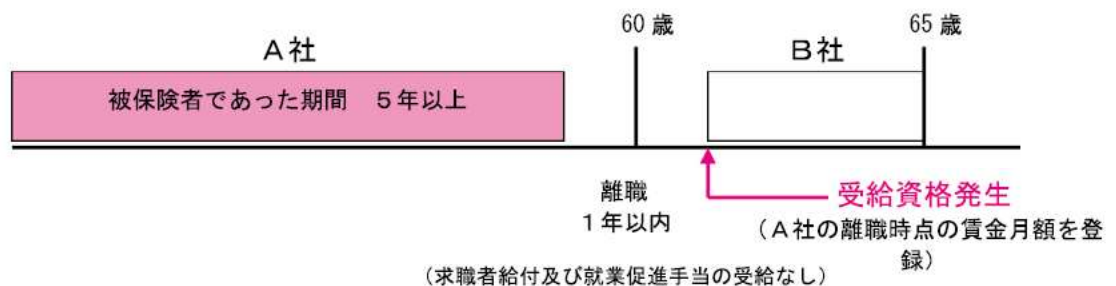 60 歳
65 歳
A社
B社
被保険者であった期間　５年以上
離職
１年以内
受給資格発生
（A社の離職時点の賃金月額を登
録）
（求職者給付及び就業促進手当の受給なし）